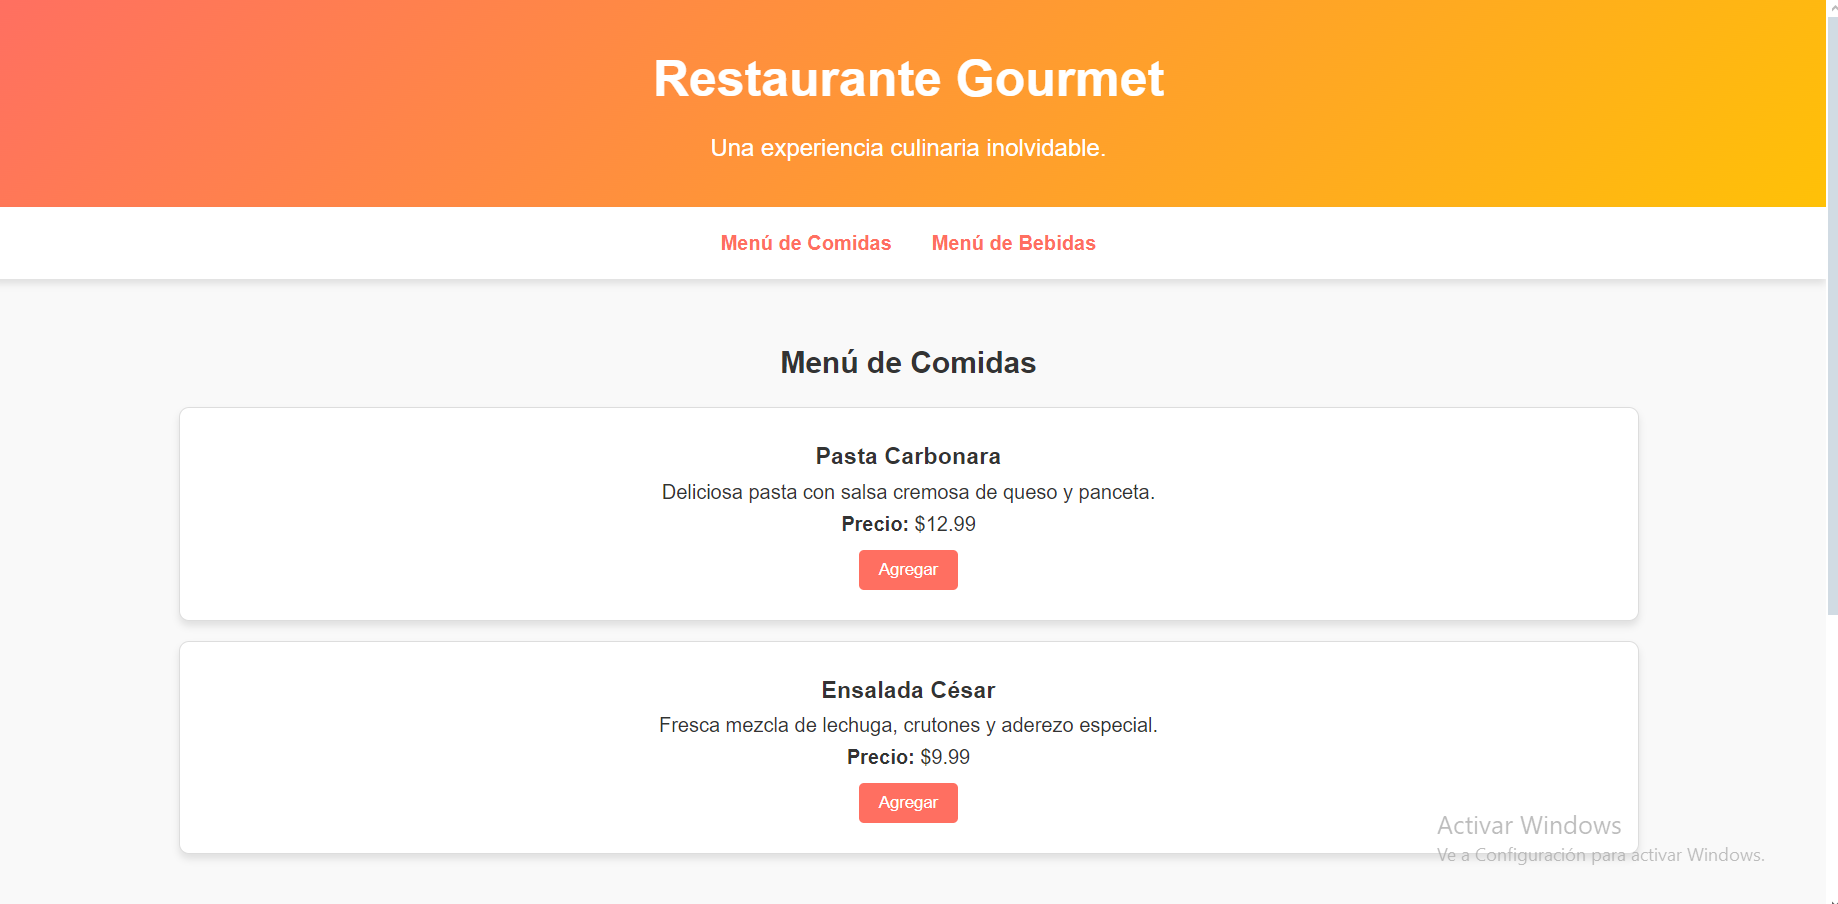 Restaurante Gourmet
Una experiencia culinaria inolvidable.
Menú de Comidas Menú de Bebidas
Menú de Comidas
Pasta Carbonara
Deliciosa pasta con salsa cremosa de queso y panceta.
Precio: $12.99
Agregar
Ensalada César
Fresca mezcla de lechuga, crutones y aderezo especial.
Precio: $9.99
Agregar
Activar Windows
Ve a Configuración para activar Windows.